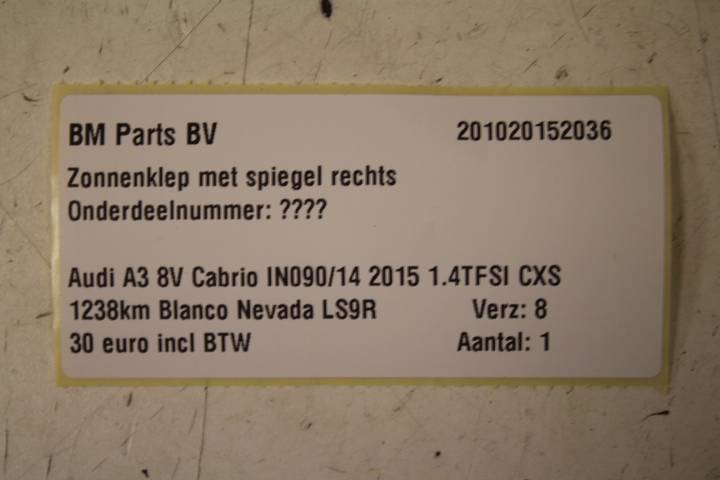 BM Parts BV 201020152036
Zonnenklep met spiegel rechts
Onderdeelnummer: ????
Audi A3 8V Cabrio IN090/14 2015 1.4TFSI CXS
1238km Blanco Nevada LS9R Verz: 8
30 euro incl BTW Aantal: 1